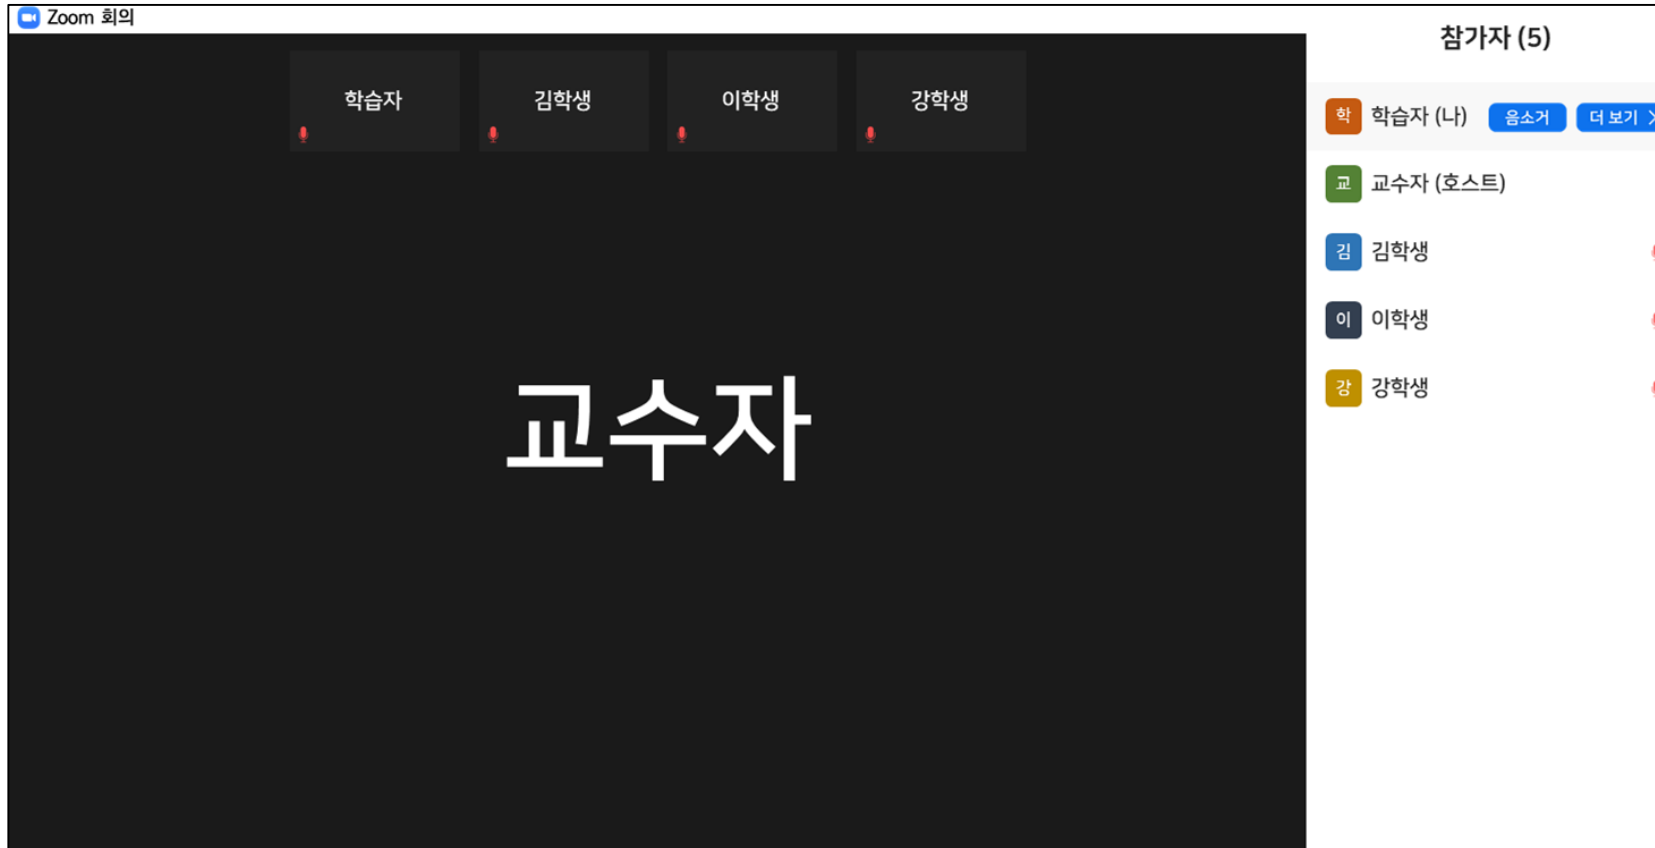 Zoom 회의
학습자 김학생 이학생 강학생
교수자
참가자 (5)
학 학습자 (나) 음소거 더 보기
교 교수자 (호스트)
김 김학생
이 이학생
강 강학생